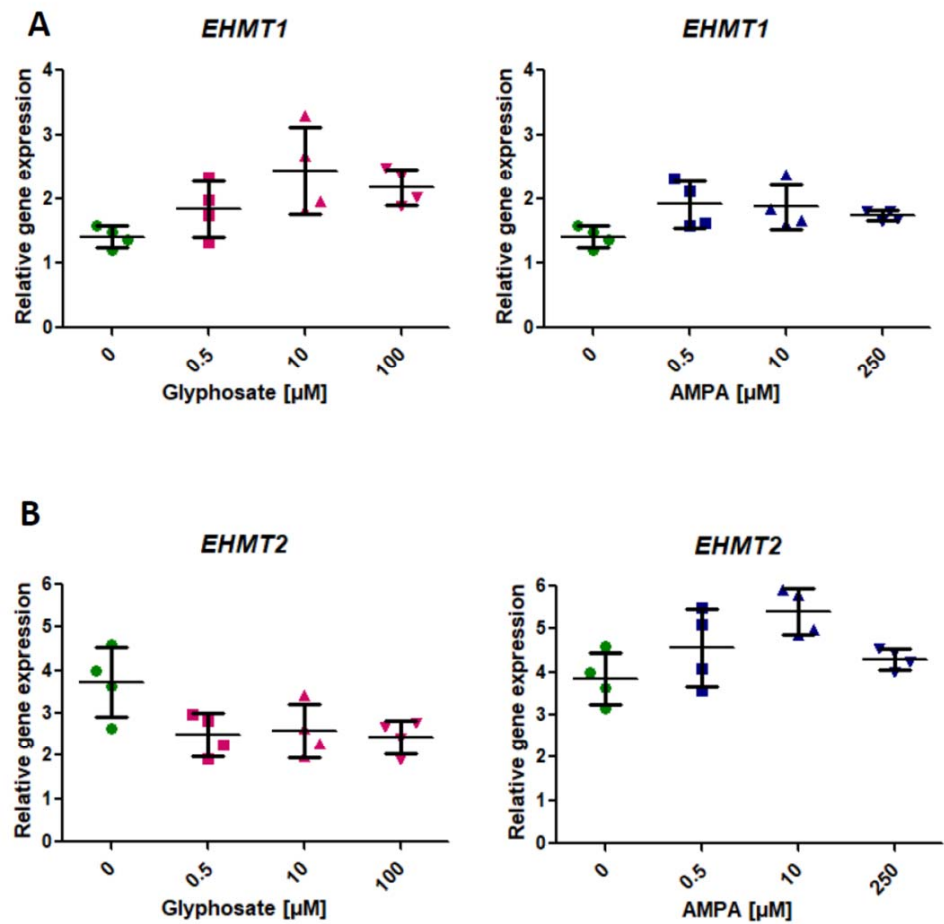 A
EHMT1
Relative gene expression
4
3
2
1
0
0
0.5
10
100
Glyphosate [µM]
EHMT1
Relative gene expression
4
3
2
1
0
0
0.5
10
250
AMPA [µM]
B
EHMT2
Relative gene expression
6
5
4
3
2
1
0
0
0.5
10
100
Glyphosate [µM]
EHMT2
Relative gene expression
6
5
4
3
2
1
0
0
0.5
10
250
AMPA [µM]